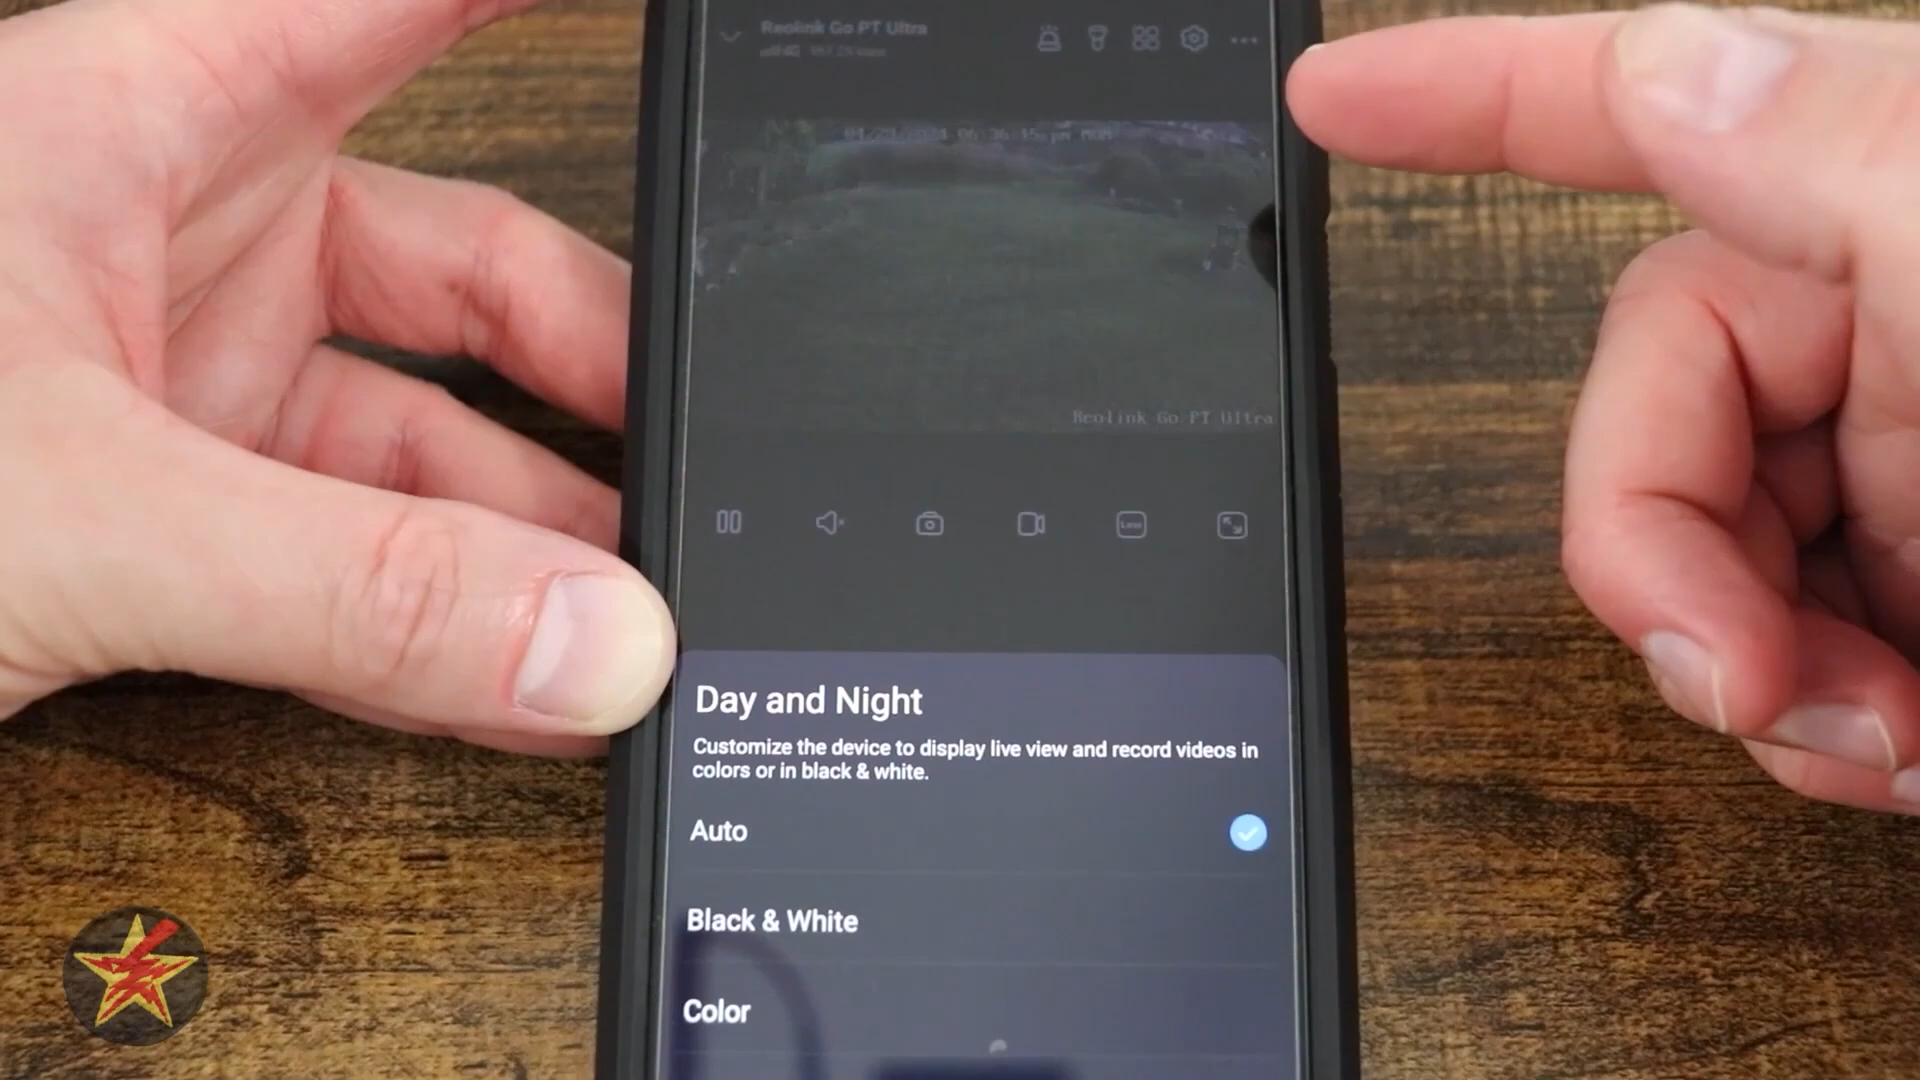 Reolink Go PT Ultra
Reolink Go PT Ultra
Less
Day and Night
Customize the device to display live view and record videos in
colors or in black & white.
Auto
Black & White
Color